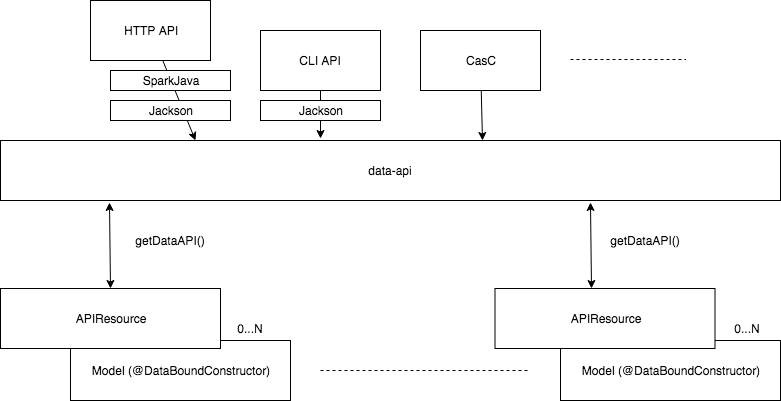 HTTP API
CLI API
CasC
SparkJava
Jackson
Jackson
data-api
getDataAPI()
getDataAPI()
APIResource
APIResource
0...N
0...N
Model (@DataBoundConstructor)
Model (@DataBoundConstructor)